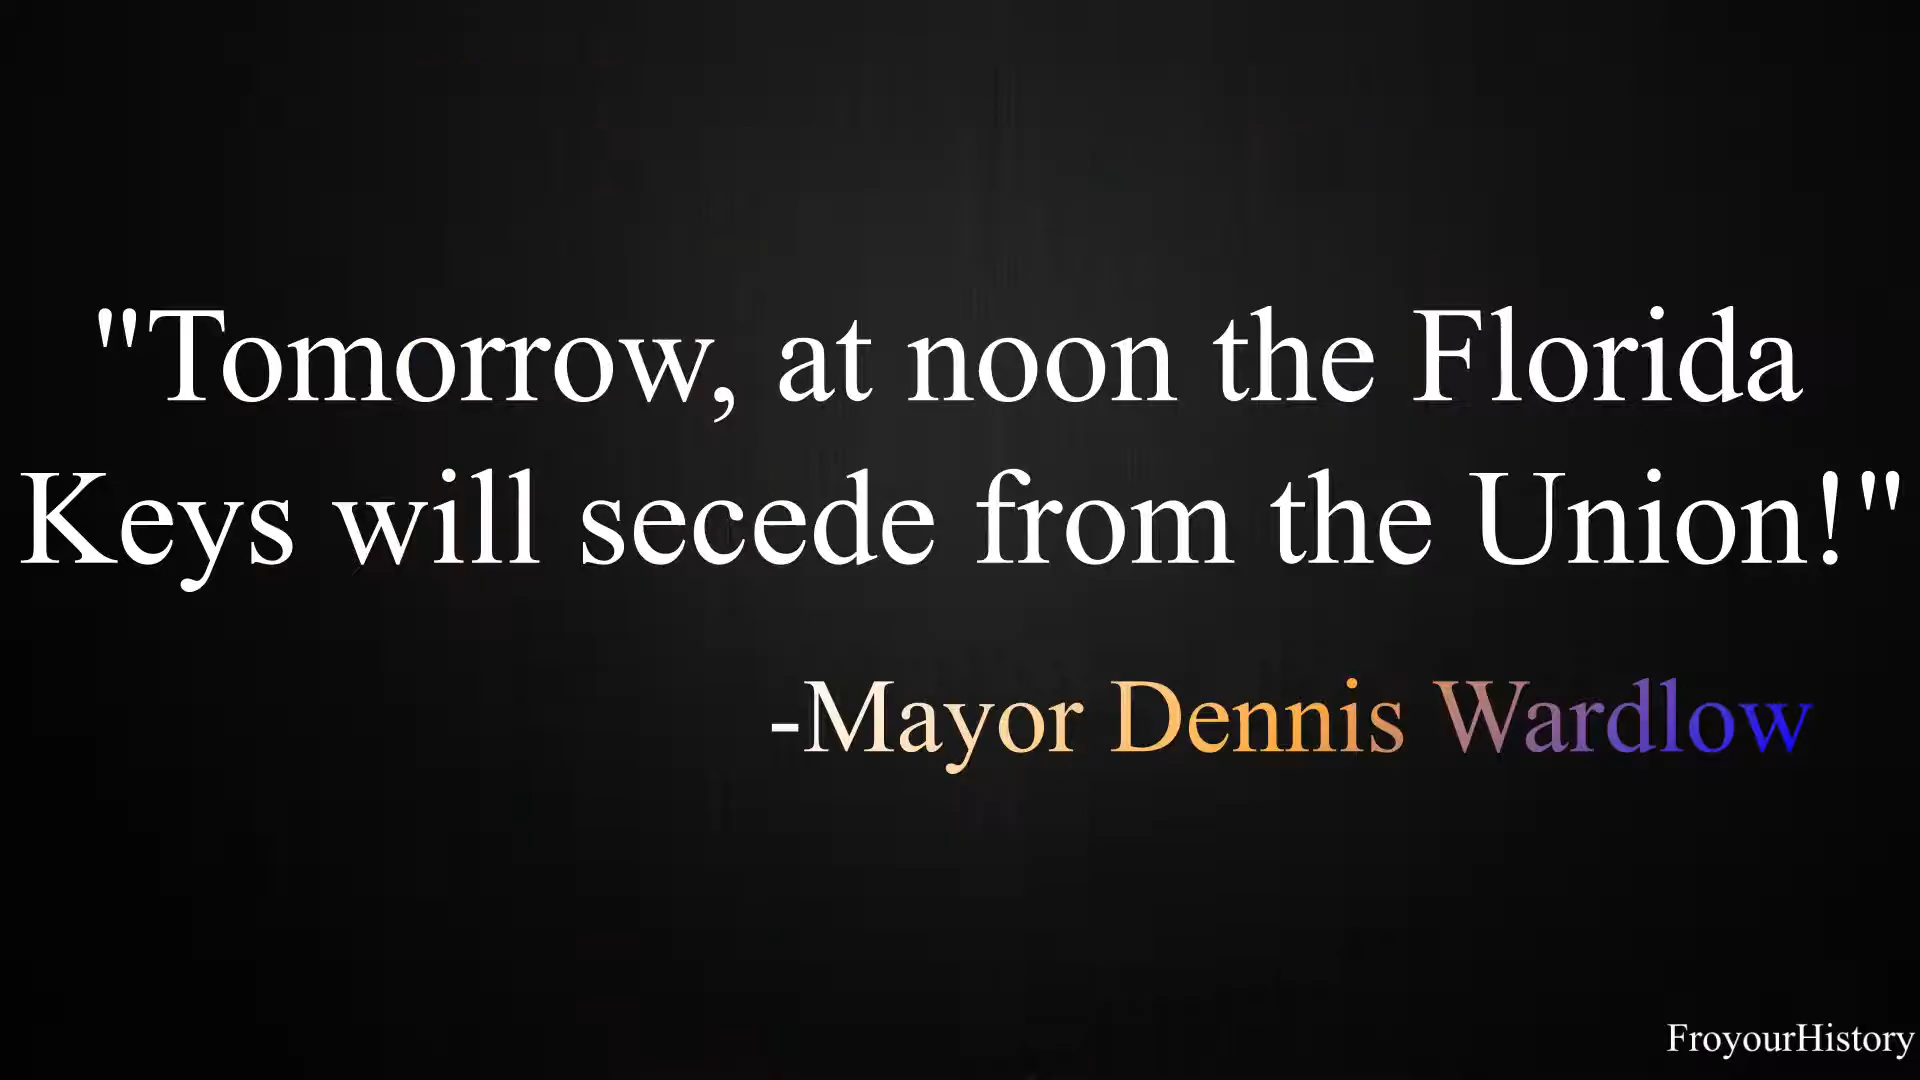 "Tomorrow, at noon the Florida
Keys will secede from the Union!"
-Mayor Dennis Wardlow
FroyourHistory